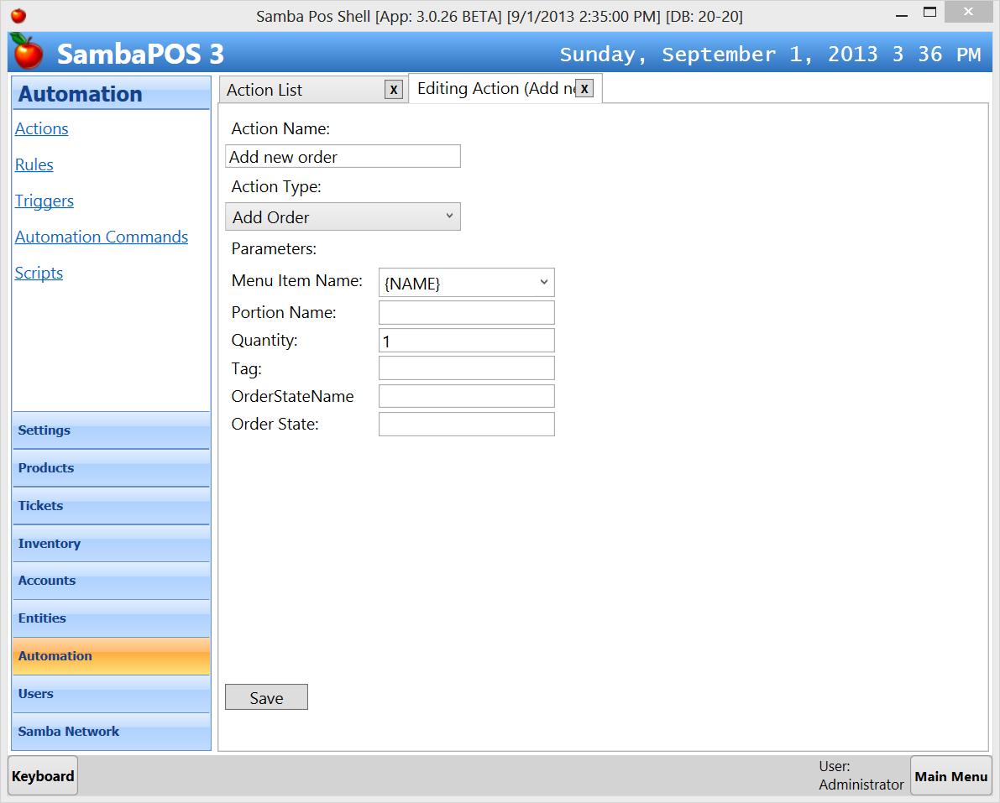 Samba Pos Shell [App: 3.0.26 BETA] [9/1/2013 2:35:00 PM] [DB: 20-20]
SambaPOS 3
Sunday, September 1, 2013 3 36 PM
Automation
Actions
Rules
Triggers
Automation Commands
Scripts
Settings
Products
Tickets
Inventory
Accounts
Entities
Automation
Users
Samba Network
Action List X
Editing Action (Add ne X
Action Name:
Add new order
Action Type:
Add Order
Parameters:
Menu Item Name: {NAME}
Portion Name:
Quantity: 1
Tag:
OrderStateName
Order State:
Save
Keyboard
User:
Administrator
Main Menu